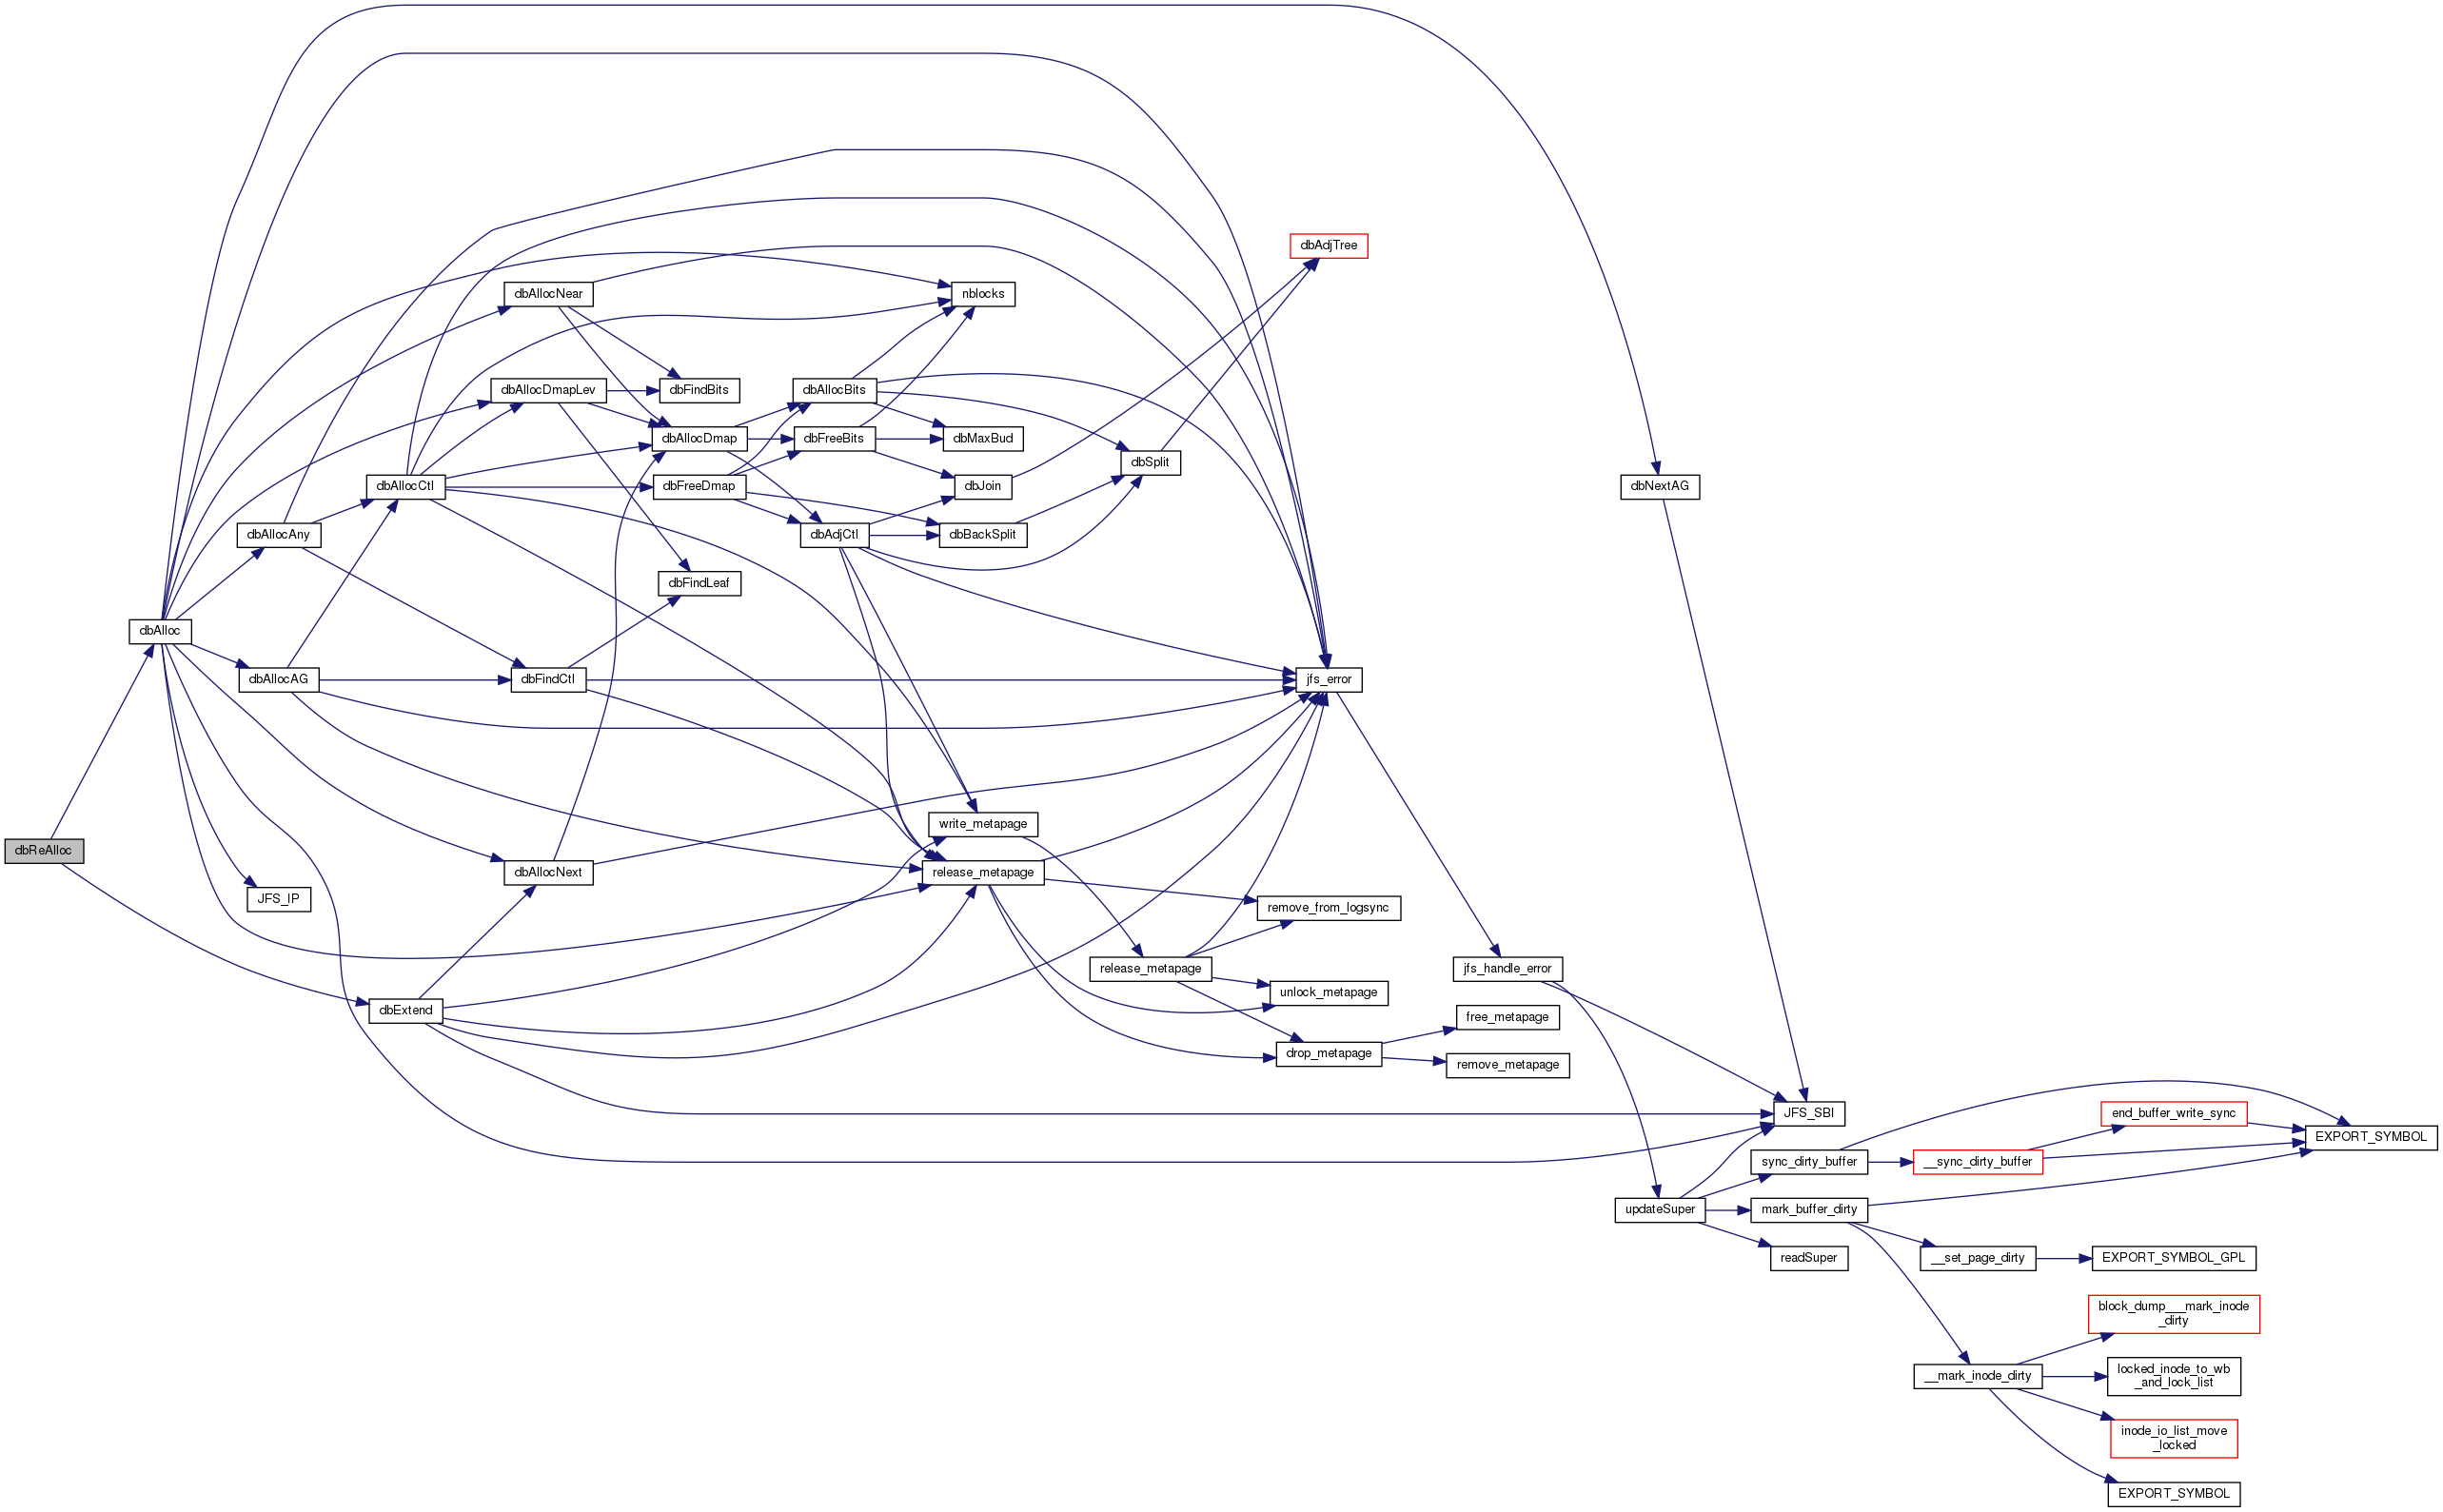 dbReAlloc
dbAlloc
dbAllocAny
dbAllocAG
JFS_IP
dbAllocCtl
dbExtend
dbAllocNear
dbAllocDmapLev
dbFindCtl
dbAllocNext
dbFindBits
dbAllocDmap
dbFreeDmap
dbFindLeaf
dbAllocBits
dbFreeBits
dbAdjCtl
nblocks
dbMaxBud
dbJoin
dbBackSplit
write_metapage
release_metapage
dbSplit
release_metapage
dbAdjTree
jfs_error
remove_from_logsync
unlock_metapage
drop_metapage
jfs_handle_error
free_metapage
remove_metapage
dbNextAG
updateSuper
JFS_SBI
sync_dirty_buffer
mark_buffer_dirty
readSuper
__sync_dirty_buffer
__set_page_dirty
__mark_inode_dirty
end_buffer_write_sync
EXPORT_SYMBOL_GPL
block_dump___mark_inode
_dirty
locked_inode_to_wb
_and_lock_list
inode_io_list_move
_locked
EXPORT_SYMBOL
EXPORT_SYMBOL